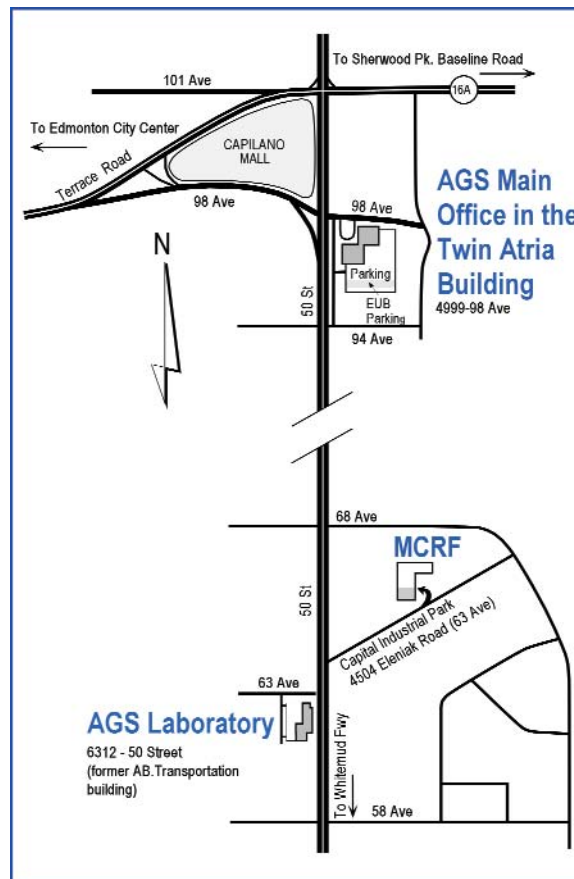 To Sherwood Pk. Baseline Road
101 Ave
16A
To Edmonton City Center
CAPILANO
MALL
Terrace Road
98 Ave
98 Ave
AGS Main
Office in the
Twin Atria
Building
4999-98 Ave
N
Parking
EUB
Parking
50 St
94 Ave
68 Ave
MCRF
50 St
Capital Industrial Park
4504 Eleniak Road (63 Ave)
63 Ave
AGS Laboratory
6312 - 50 Street
(former AB.Transportation
building)
To Whitemud Fwy
58 Ave